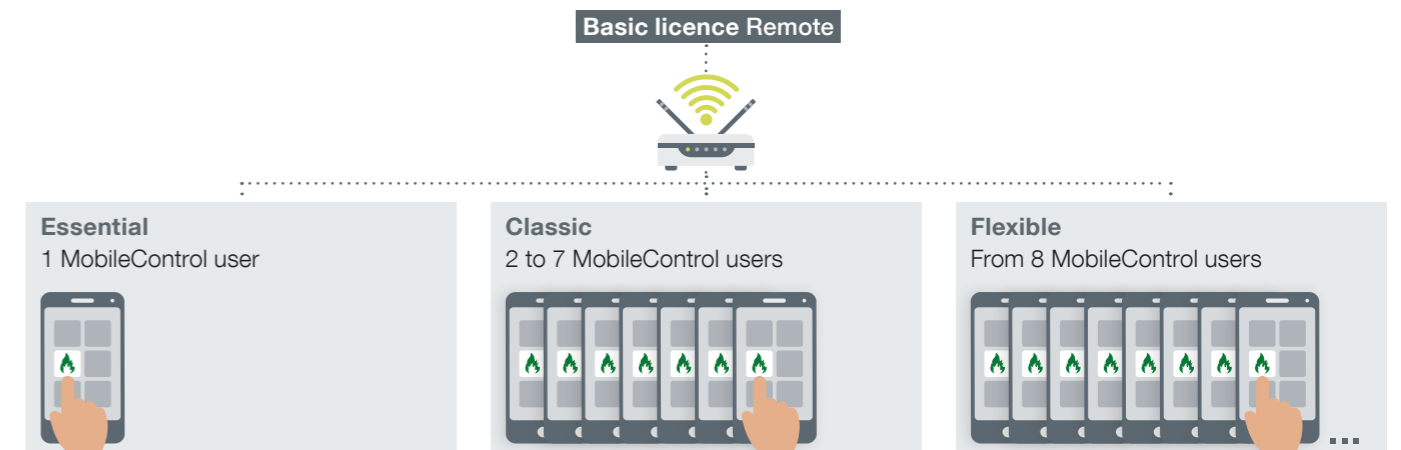 Basic licence Remote
Essential
1 MobileControl user
Classic
2 to 7 MobileControl users
Flexible
From 8 MobileControl users
...